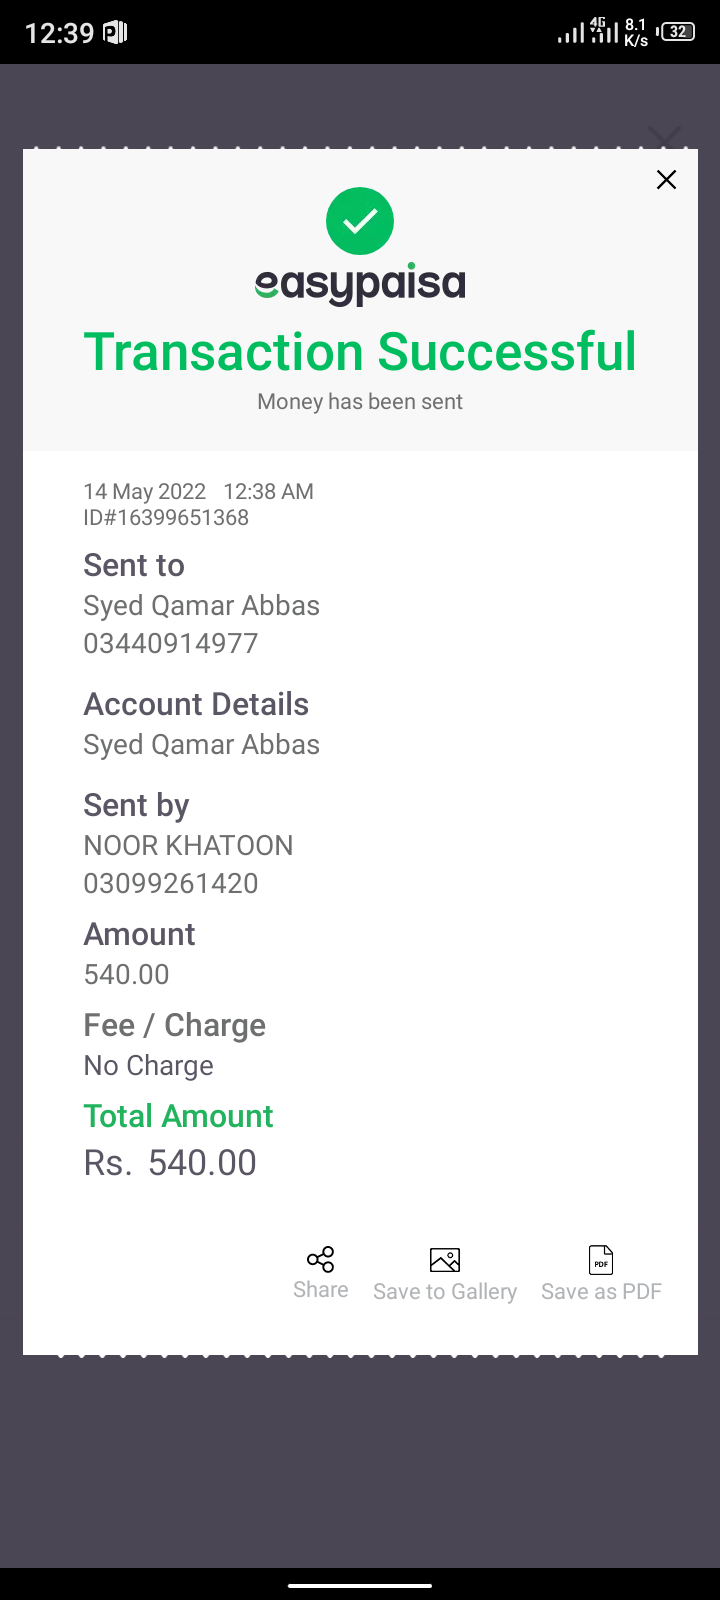 12:39
4G
8.1
K/s
32
easypaisa
Transaction Successful
Money has been sent
14 May 2022 12:38 AM
ID#16399651368
Sent to
Syed Qamar Abbas
03440914977
Account Details
Syed Qamar Abbas
Sent by
NOOR KHATOON
03099261420
Amount
540.00
Fee / Charge
No Charge
Total Amount
Rs. 540.00
PDF
Share
Save to Gallery
Save as PDF